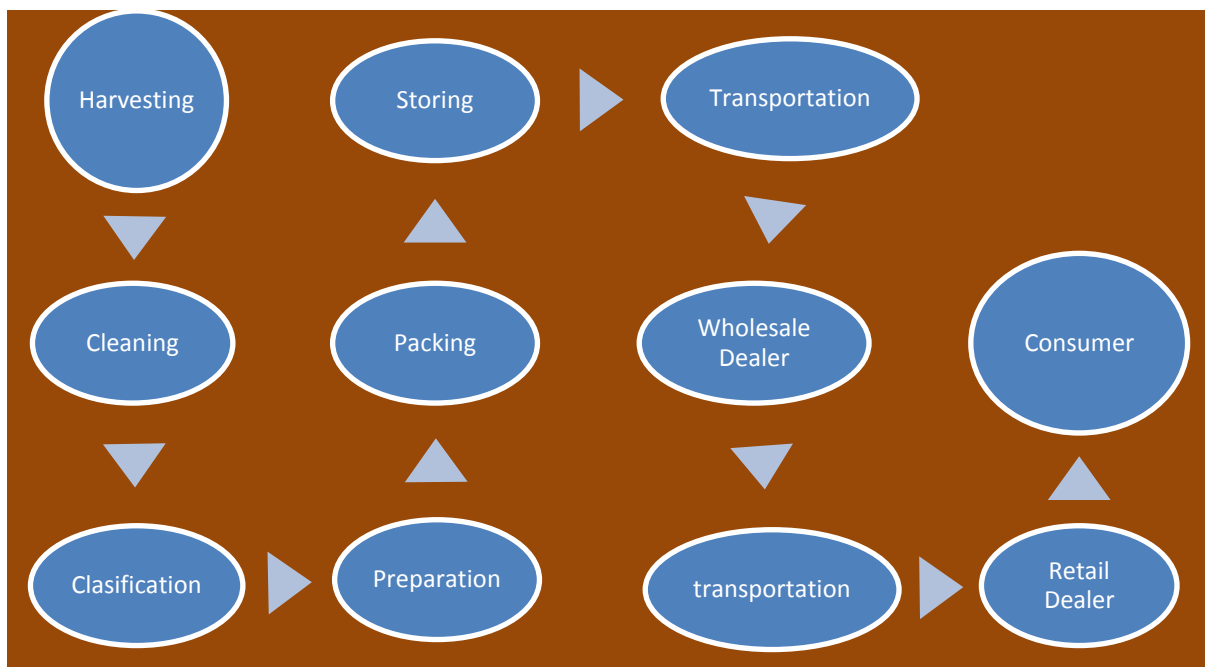 Harvesting
Cleaning
Clasification
Preparation
Packing
Storing
Transportation
Wholesale
Dealer
transportation
Retail
Dealer
Consumer